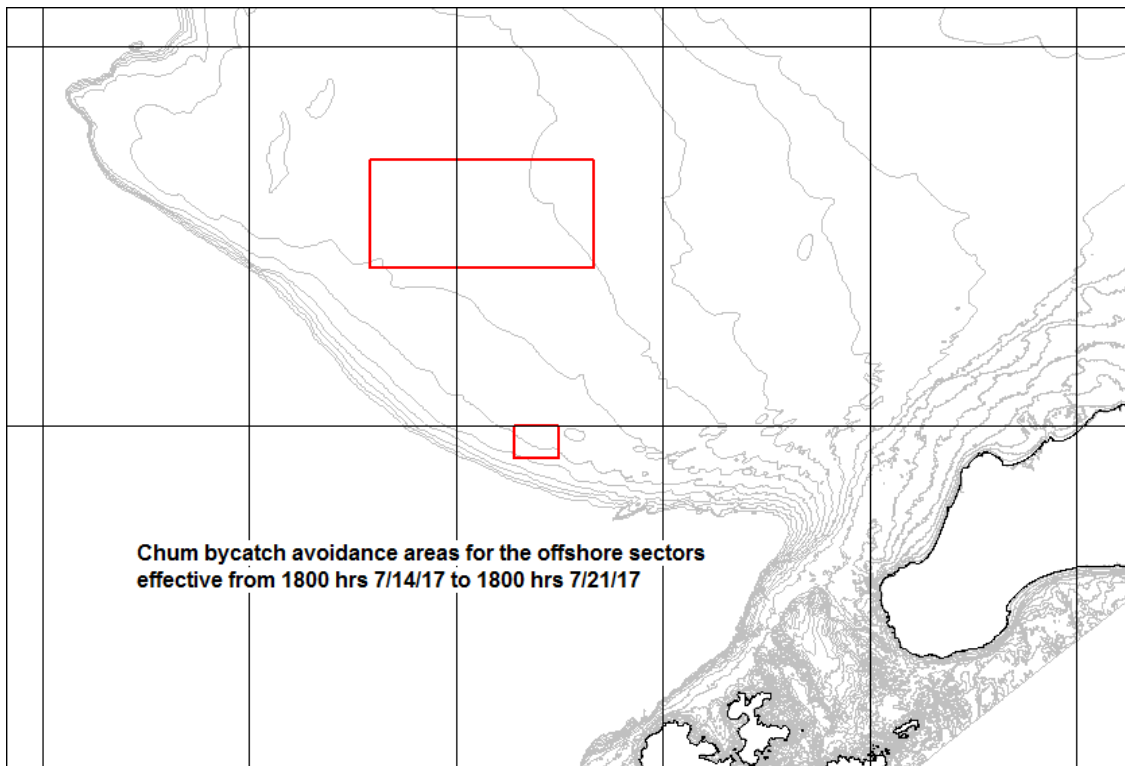 Chum bycatch avoidance areas for the offshore sectors
effective from 1800 hrs 7/14/17 to 1800 hrs 7/21/17